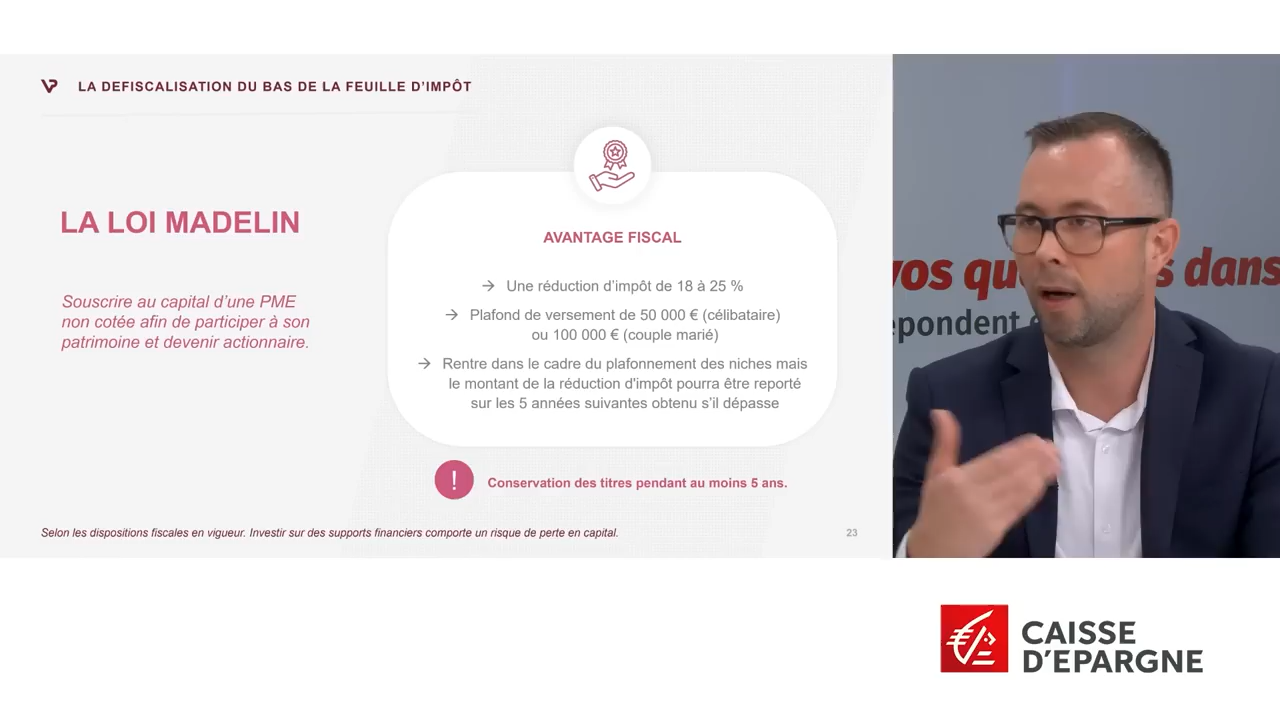 LA DEFISCALISATION DU BAS DE LA FEUILLE D'IMPÔT
LA LOI MADELIN
Souscrire au capital d'une PME
non cotée afin de participer à son
patrimoine et devenir actionnaire.
AVANTAGE FISCAL
→ Une réduction d'impôt de 18 à 25 %
→ Plafond de versement de 50 000 € (célibataire)
ou 100 000 € (couple marié)
→ Rentre dans le cadre du plafonnement des niches mais
le montant de la réduction d'impôt pourra être reporté
sur les 5 années suivantes obtenu s'il dépasse
!
Conservation des titres pendant au moins 5 ans.
Selon les dispositions fiscales en vigueur. Investir sur des supports financiers comporte un risque de perte en capital.
23
vos qu s dans
épondent
CAISSE
D'EPARGNE